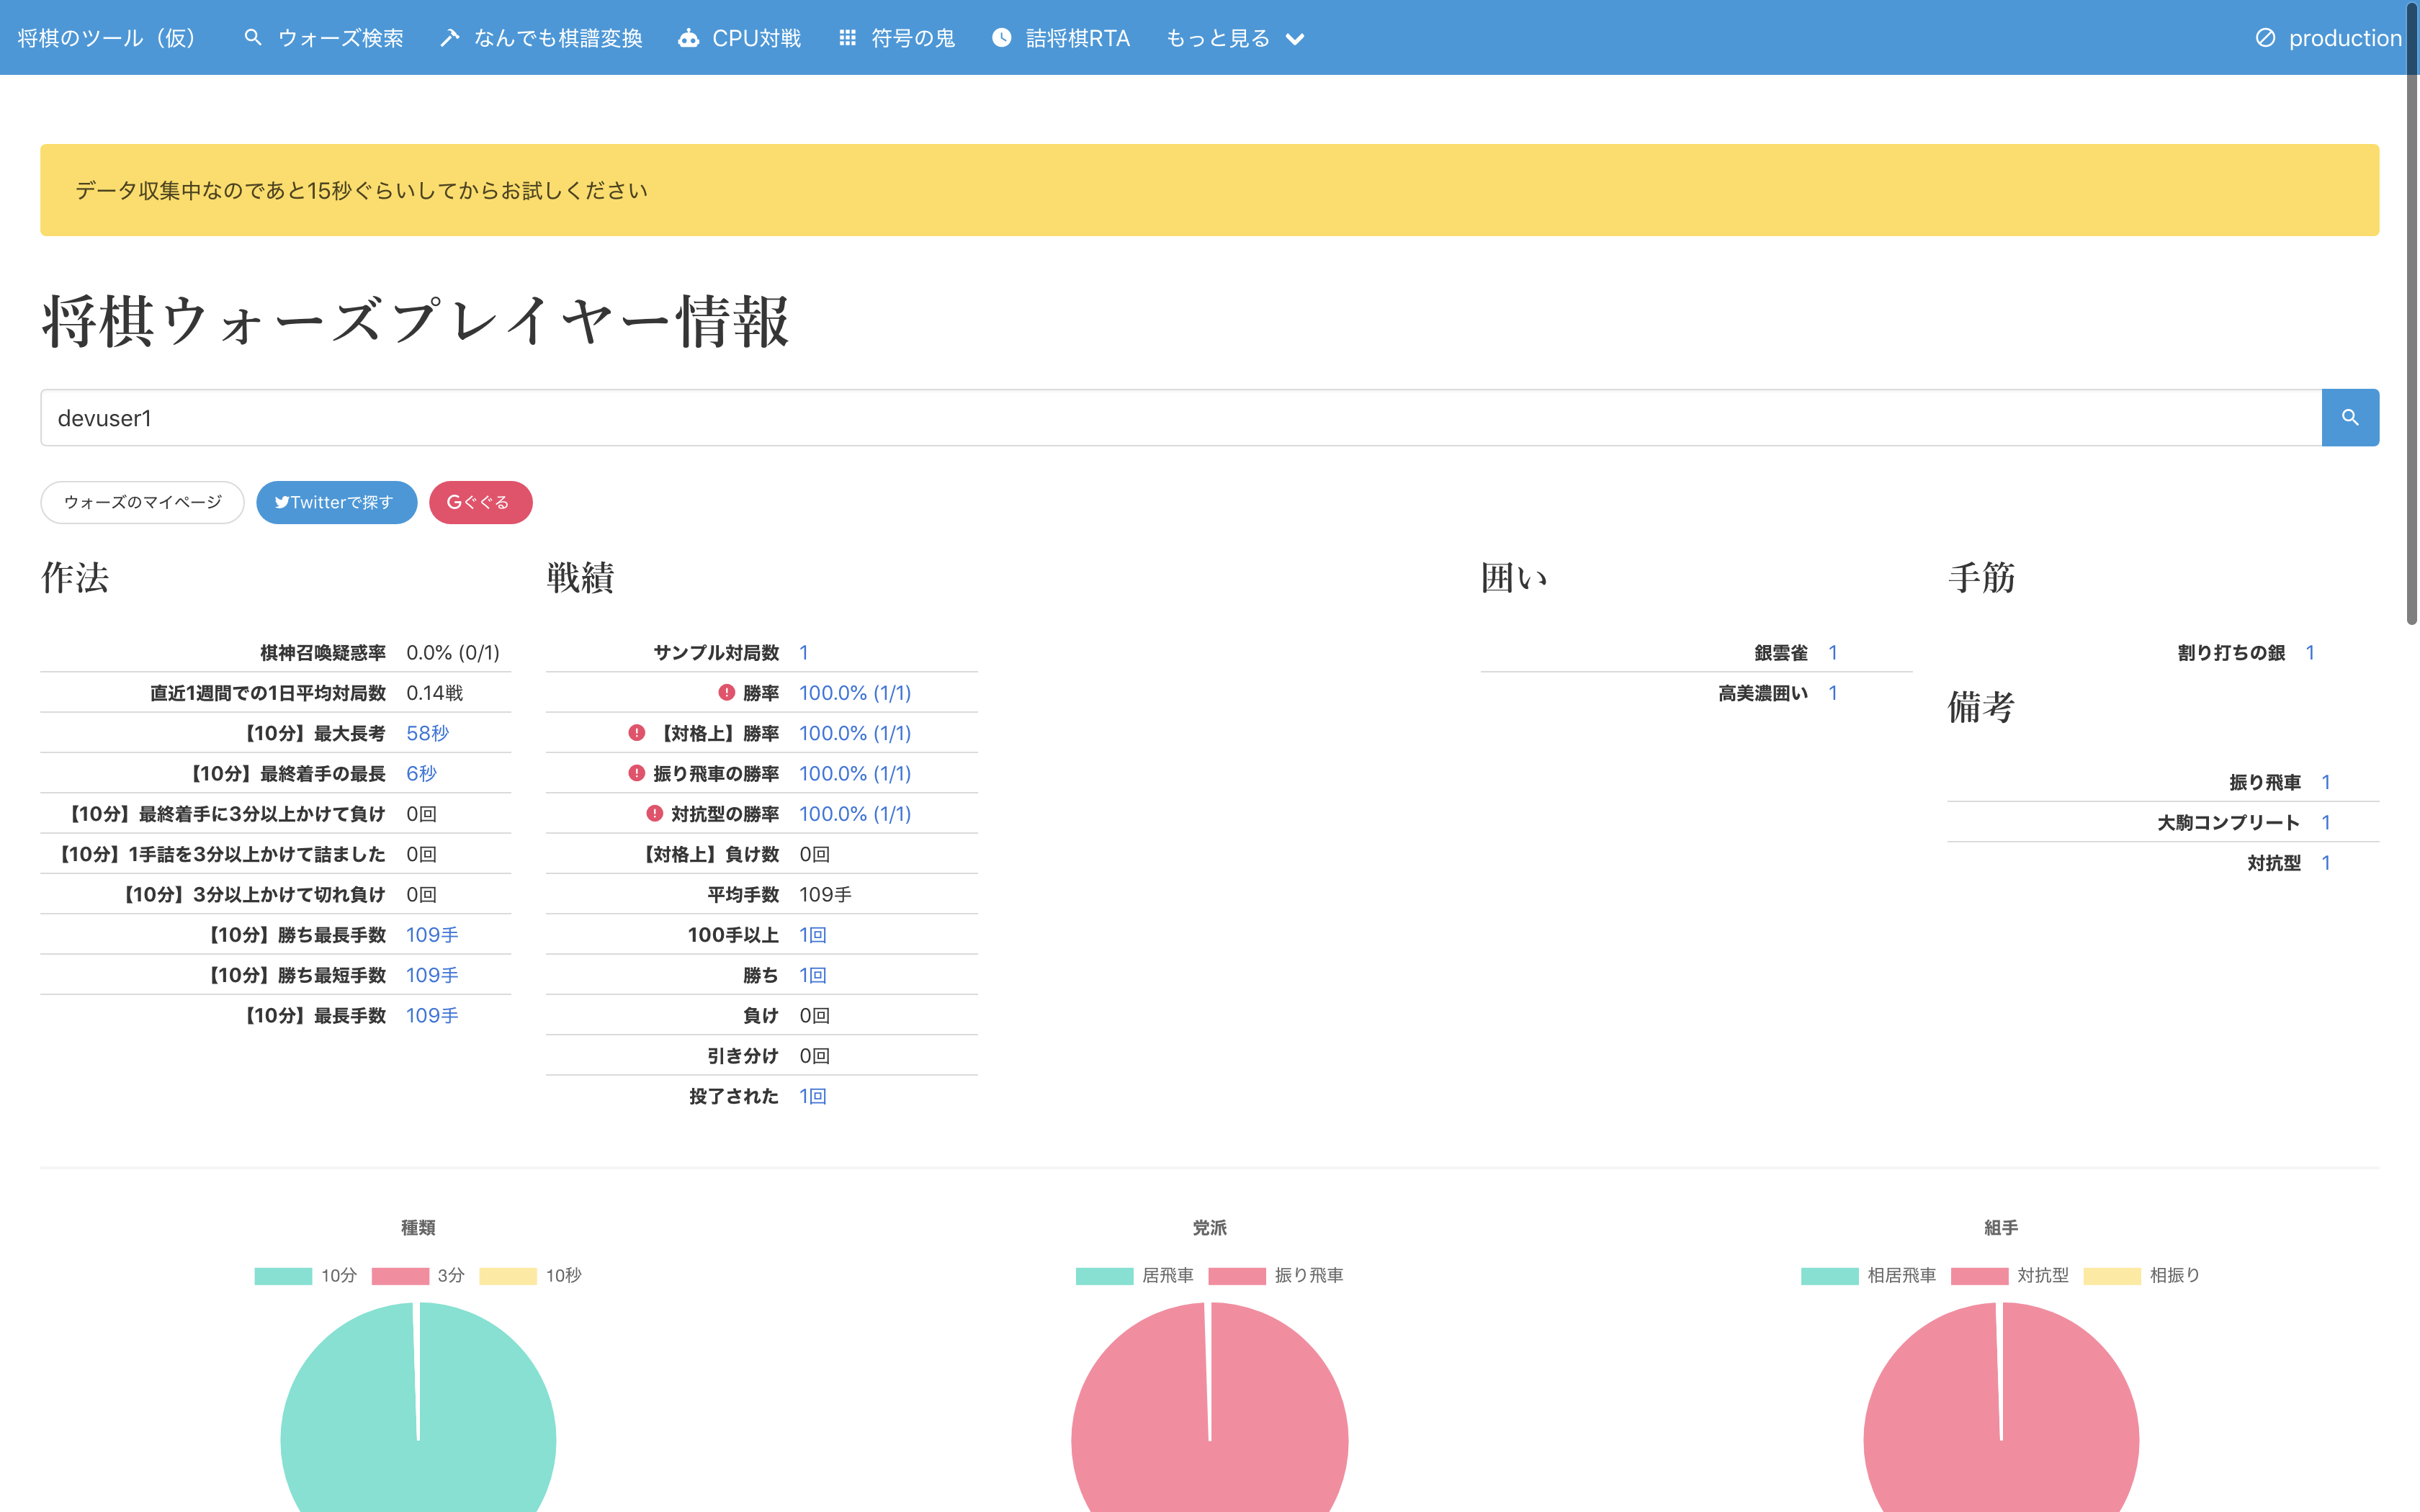 将棋のツール（仮） ウォーズ検索 なんでも棋譜変換 CPU対戦 符号の鬼 詰将棋RTA もっと見る production
データ収集中なのであと15秒ぐらいしてからお試しください
将棋ウォーズプレイヤー情報
devuser1
ウォーズのマイページ Twitterで探す Gぐぐる
作法
棋神召喚疑惑率 0.0% (0/1)
直近1週間での1日平均対局数 0.14戦
【10分】最大長考 58秒
【10分】最終着手の最長 6秒
【10分】最終着手に3分以上かけて負け 0回
【10分】1手詰を3分以上かけて詰ました 0回
【10分】3分以上かけて切れ負け 0回
【10分】勝ち最長手数 109手
【10分】勝ち最短手数 109手
【10分】最長手数 109手
戦績
サンプル対局数 1
勝率 100.0% (1/1)
【対格上】勝率 100.0% (1/1)
振り飛車の勝率 100.0% (1/1)
対抗型の勝率 100.0% (1/1)
【対格上】負け数 0回
平均手数 109手
100手以上 1回
勝ち 1回
負け 0回
引き分け 0回
投了された 1回
囲い
銀雲雀 1
高美濃囲い 1
手筋
割り打ちの銀 1
備考
振り飛車 1
大駒コンプリート 1
対抗型 1
種類
10分 3分 10秒
党派
居飛車 振り飛車
組手
相居飛車 対抗型 相振り